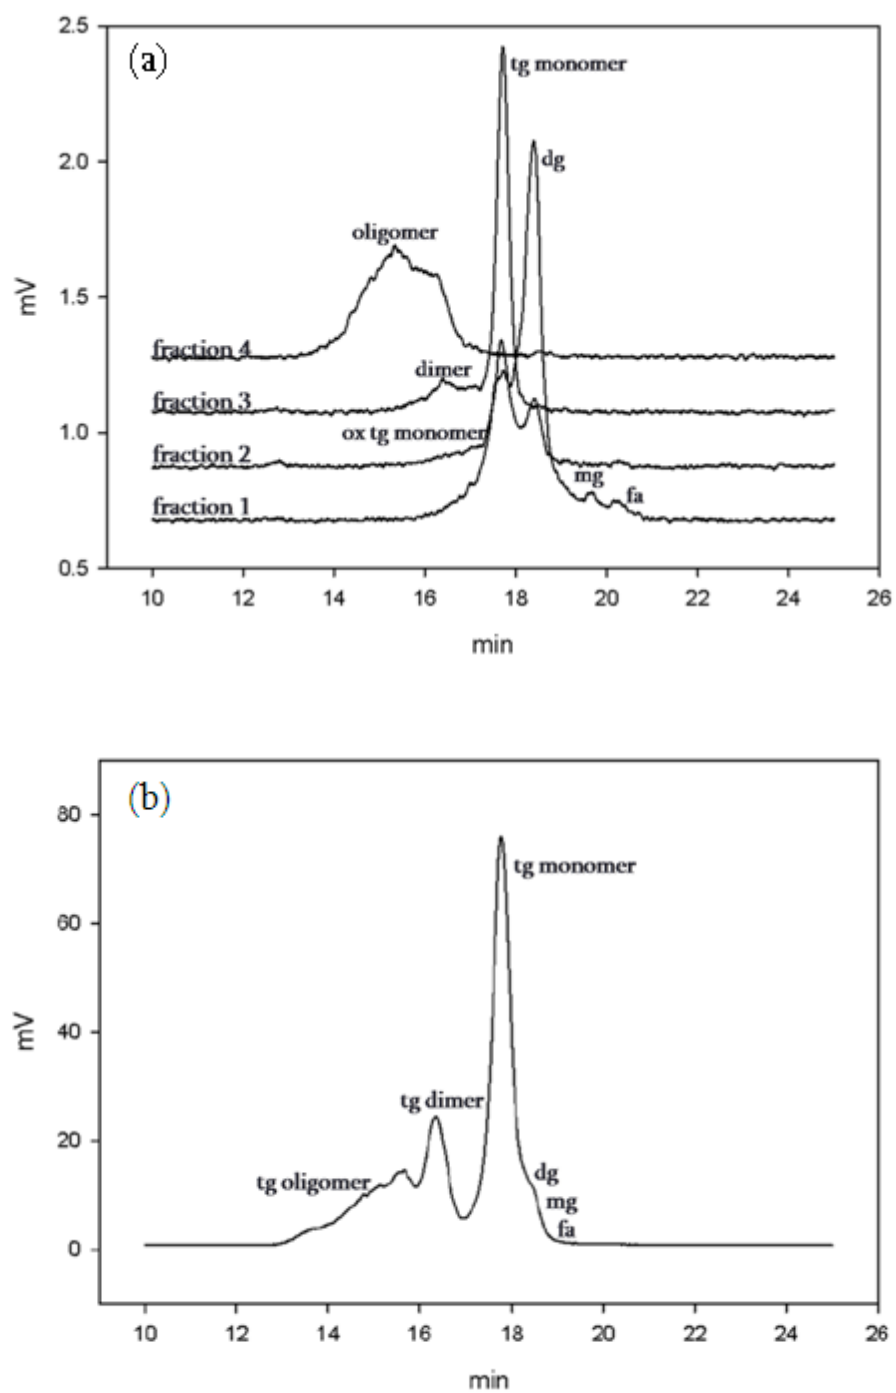 (a)
2.5
tg monomer
2.0
dg
oligomer
mV
1.5
fraction 4
dimer
fraction 3
1.0
ox tg monomer
fraction 2
mg
fa
fraction 1
0.5
10 12 14 16 18 20 22 24 26
min
(b)
80
tg monomer
60
mV
40
tg dimer
20
tg oligomer
dg
mg
fa
0
10 12 14 16 18 20 22 24 26
min